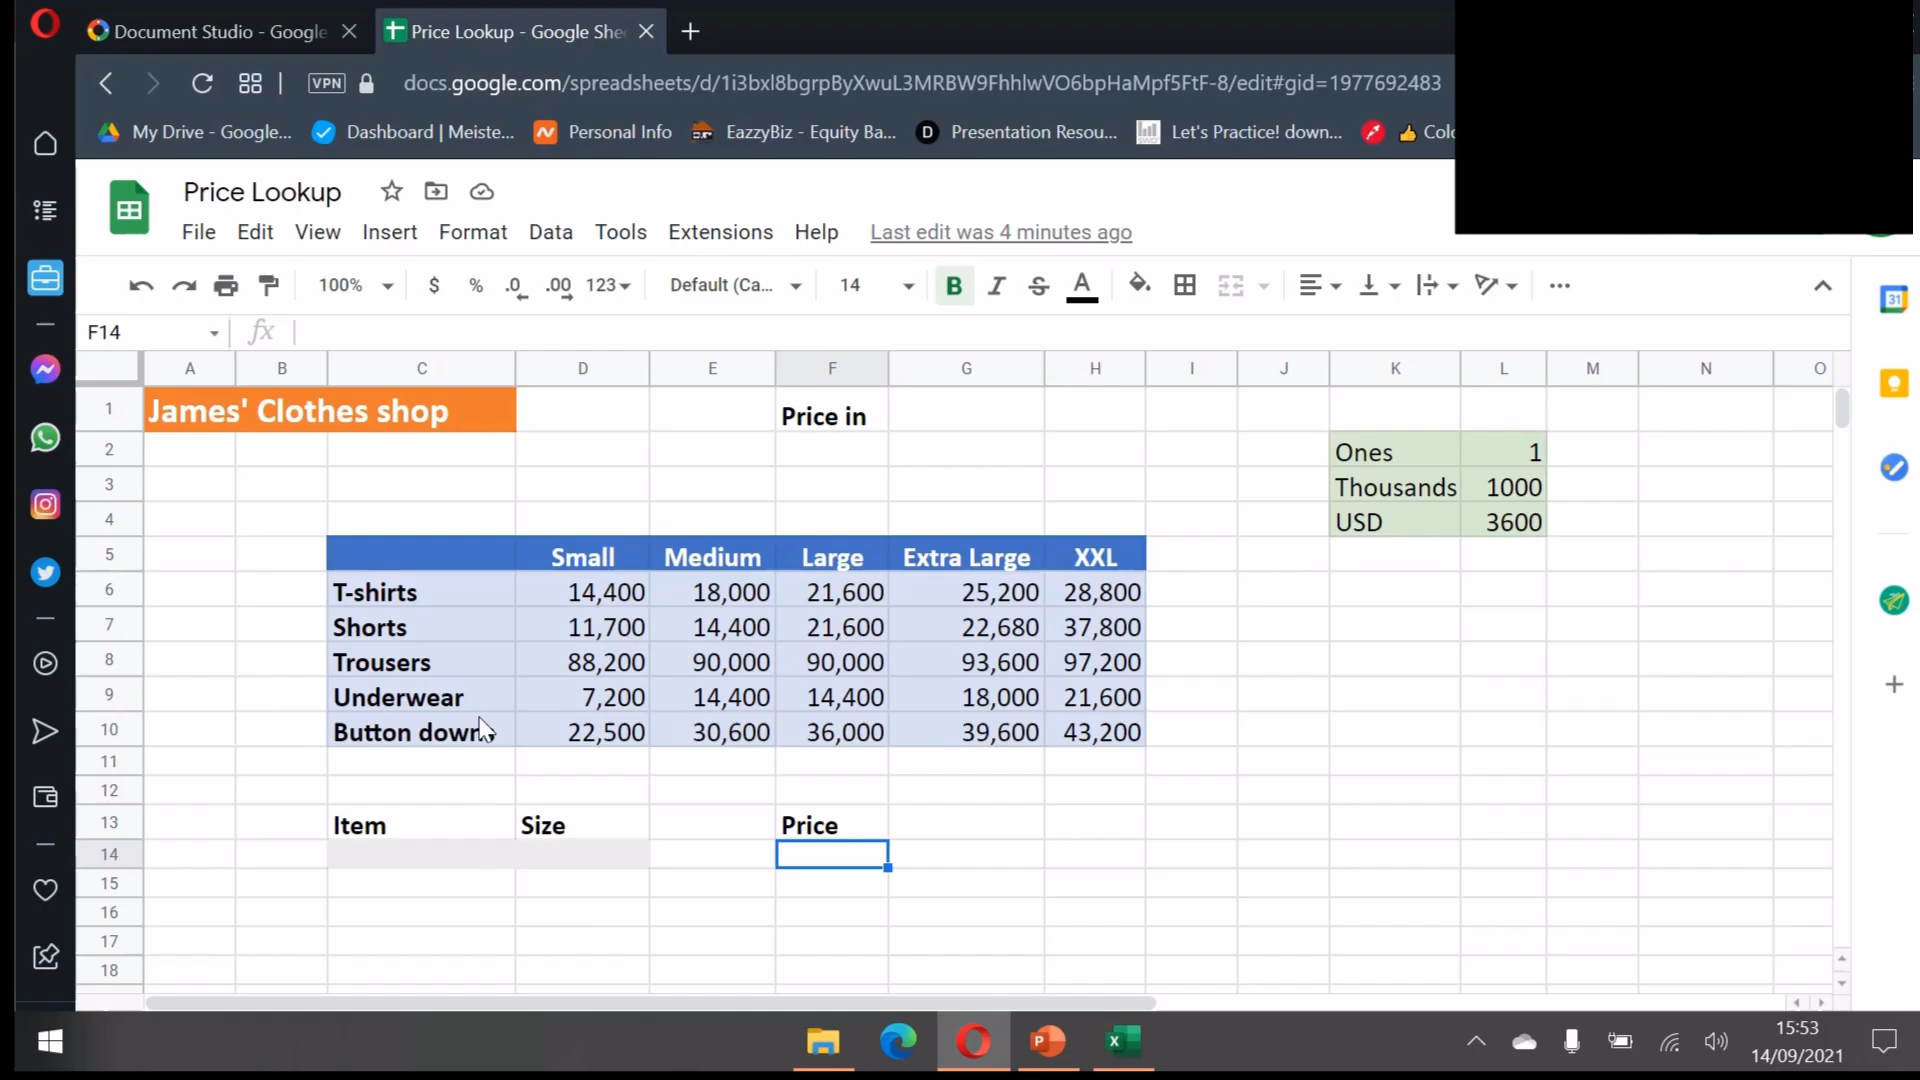 Document Studio - Google
Price Lookup - Google She
VPN
docs.google.com/spreadsheets/d/1i3bxl8bgrpByXwuL3MRBW9FhhlwVO6bpHaMpf5FtF-8/edit#gid=1977692483
My Drive - Google...
Dashboard | Meiste...
Personal Info
EazzyBiz - Equity Ba...
D
Presentation Resou...
Let's Practice! down...
Colo
Price Lookup
File Edit View Insert Format Data Tools Extensions Help Last edit was 4 minutes ago
100% $ % .0 .00 123 Default (Ca... 14 B I S A
31
F14 fx
A B C D E F G H I J K L M N O
1 James' Clothes shop Price in
2 Ones 1
3 Thousands 1000
4 USD 3600
5 Small Medium Large Extra Large XXL
6 T-shirts 14,400 18,000 21,600 25,200 28,800
7 Shorts 11,700 14,400 21,600 22,680 37,800
8 Trousers 88,200 90,000 90,000 93,600 97,200
9 Underwear 7,200 14,400 14,400 18,000 21,600
10 Button down 22,500 30,600 36,000 39,600 43,200
11
12
13 Item Size Price
14
15
16
17
18
P
X
15:53
14/09/2021